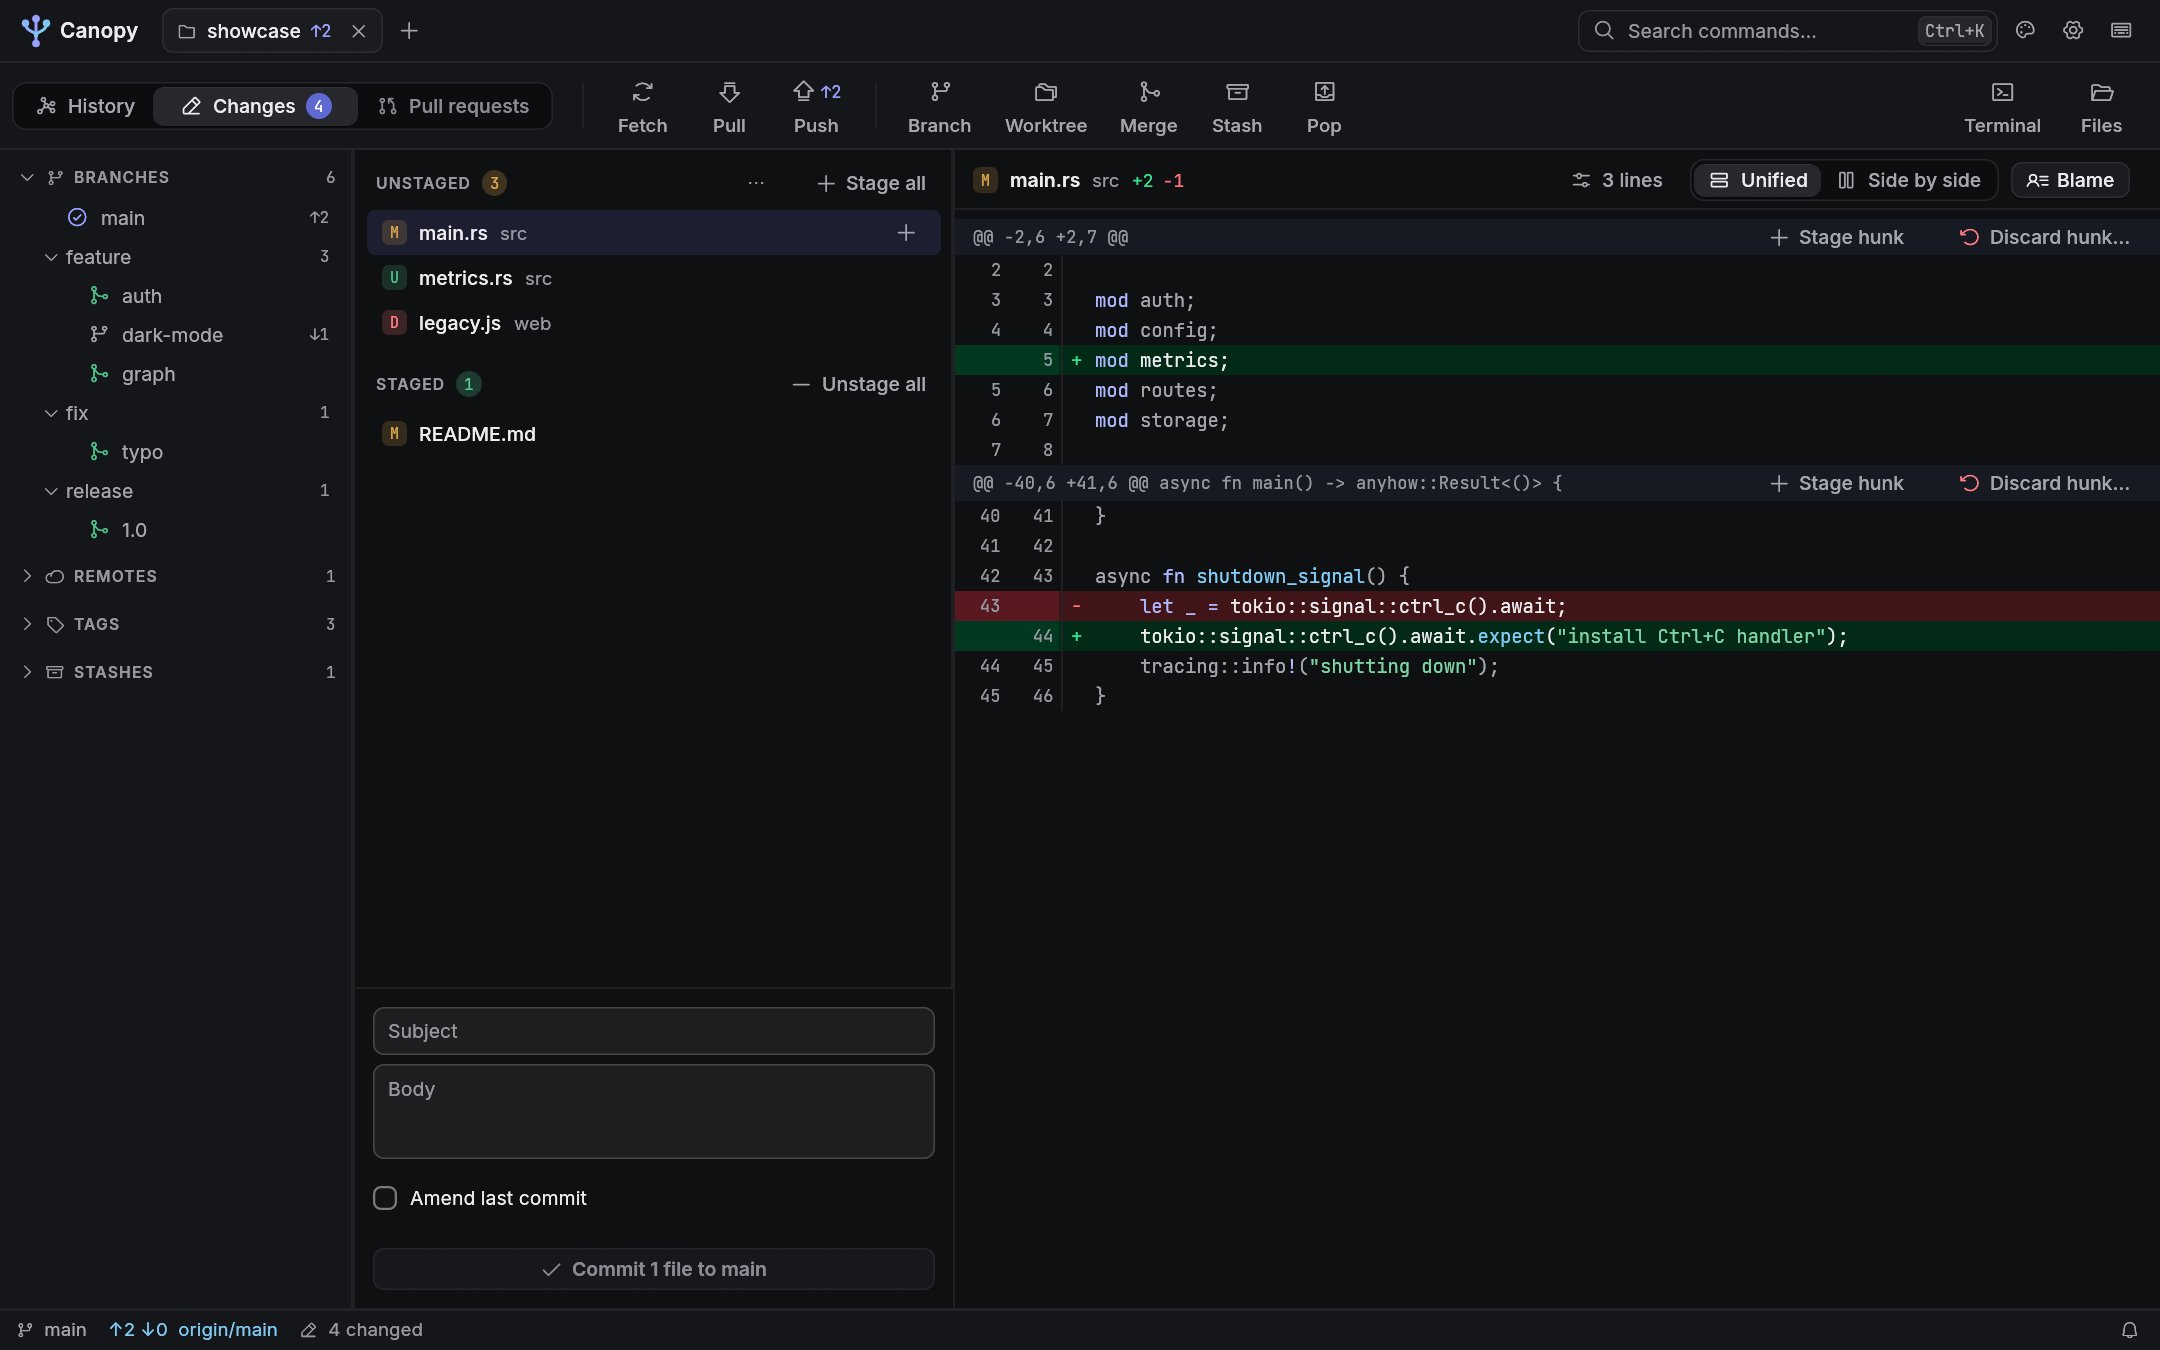 Canopy showcase ↑2 Search commands... Ctrl+K
History Changes 4 Pull requests Fetch Pull Push ↑2 Branch Worktree Merge Stash Pop Terminal Files
BRANCHES 6
main ↑2
feature 3
auth
dark-mode ↓1
graph
fix 1
typo
release 1
1.0
REMOTES 1
TAGS 3
STASHES 1
UNSTAGED 3 ... Stage all
M main.rs src
U metrics.rs src
D legacy.js web
STAGED 1 Unstage all
M README.md
Subject
Body
Amend last commit
Commit 1 file to main
M main.rs src +2 -1 3 lines Unified Side by side Blame
@@ -2,6 +2,7 @@ Stage hunk Discard hunk...
2 2
3 3 mod auth;
4 4 mod config;
5 + mod metrics;
5 6 mod routes;
6 7 mod storage;
7 8
@@ -40,6 +41,6 @@ async fn main() -> anyhow::Result<()> { Stage hunk Discard hunk...
40 41 }
41 42
42 43 async fn shutdown_signal() {
43 - let _ = tokio::signal::ctrl_c().await;
44 + tokio::signal::ctrl_c().await.expect("install Ctrl+C handler");
44 45 tracing::info!("shutting down");
45 46 }
main ↑2 ↓0 origin/main 4 changed